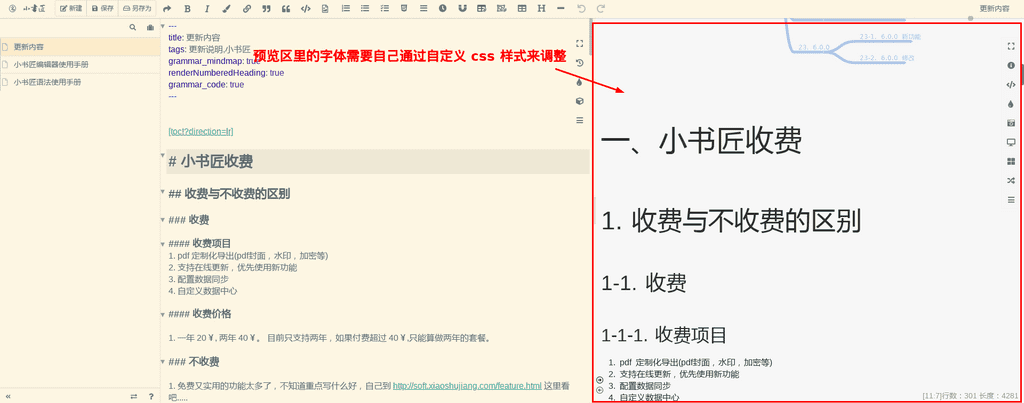 新建
保存
另存为
更新内容
更新内容
小书匠编辑器使用手册
小书匠语法使用手册
---
title: 更新内容
tags: 更新说明,小书匠
grammar_mindmap: true
renderNumberedHeading: true
grammar_code: true
---
预览区里的字体需要自己通过自定义 css 样式来调整
[toc!?direction=lr]
# 小书匠收费
## 收费与不收费的区别
### 收费
#### 收费项目
1. pdf 定制化导出(pdf封面，水印，加密等)
2. 支持在线更新，优先使用新功能
3. 配置数据同步
4. 自定义数据中心
#### 收费价格
1. 一年 20 ¥ , 两年 40 ¥ 。 目前只支持两年，如果付费超过 40 ¥ ,只能算做两年的套餐。
### 不收费
1. 免费又实用的功能太多了，不知道重点写什么好，自己到 http://soft.xiaoshujiang.com/feature.html 这里看
吧.....
23. 6.0.0
23-1. 6.0.0 新功能
23-2. 6.0.0 修改
一、小书匠收费
1. 收费与不收费的区别
1-1. 收费
1-1-1. 收费项目
1. pdf 定制化导出(pdf封面，水印，加密等)
2. 支持在线更新，优先使用新功能
3. 配置数据同步
4. 自定义数据中心
[11:7]行数：301 长度：4281